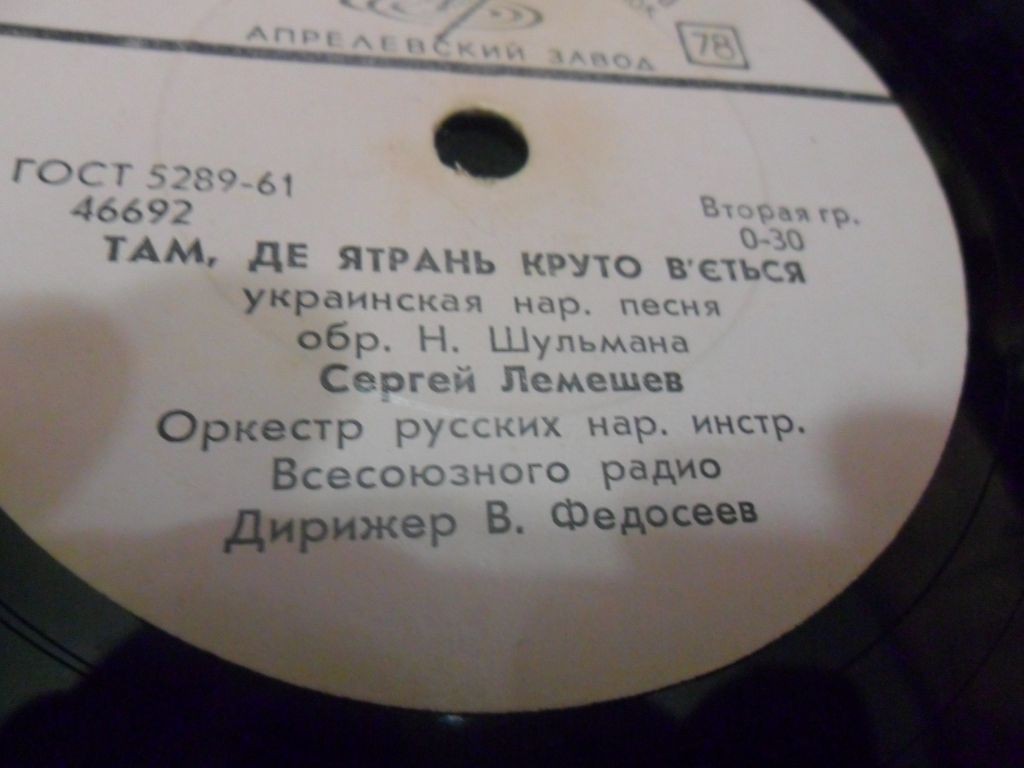 АПРЕЛЕВСКИЙ ЗАВОД
78
ГОСТ 5289-61
46692
Вторая гр.
0-30
ТАМ, ДЕ ЯТРАНЬ КРУТО В'ЄТЬСЯ
украинская нар. песня
обр. Н. Шульмана
Сергей Лемешев
Оркестр русских нар. инстр.
Всесоюзного радио
Дирижер В. Федосеев